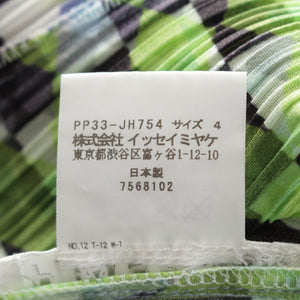 PP33-JH754 サイズ 4
株式会社 イッセイミヤケ
東京都渋谷区富ヶ谷1-12-10
日本製
7568102
NO.12 T-12 W-1